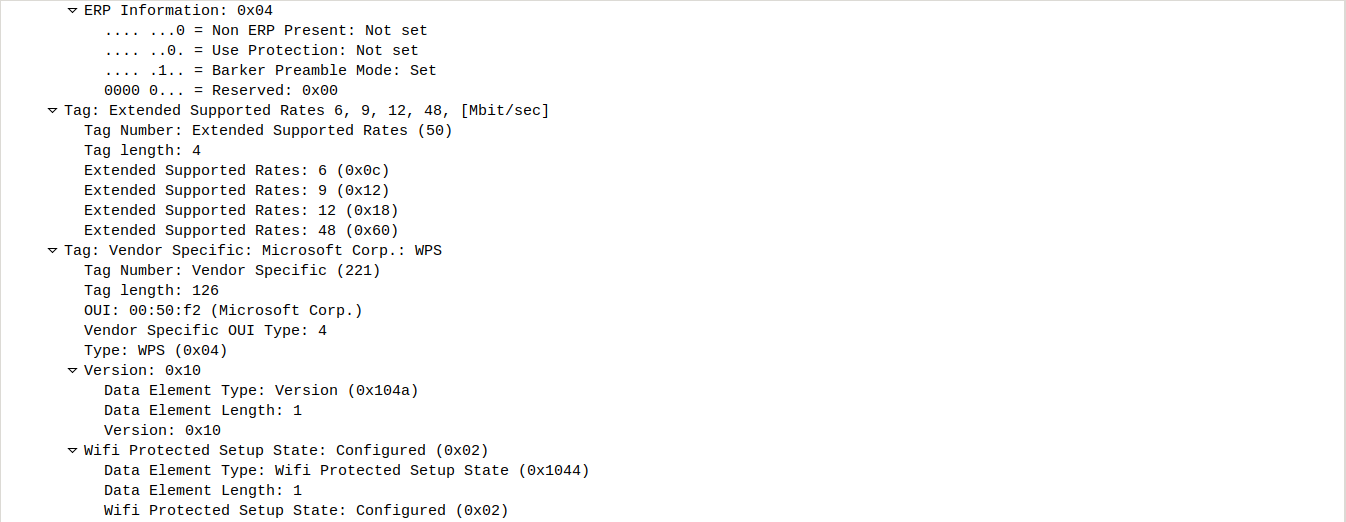 ERP Information: 0x04
.... ...0 = Non ERP Present: Not set
.... ..0. = Use Protection: Not set
.... .1.. = Barker Preamble Mode: Set
0000 0... = Reserved: 0x00
Tag: Extended Supported Rates 6, 9, 12, 48, [Mbit/sec]
Tag Number: Extended Supported Rates (50)
Tag length: 4
Extended Supported Rates: 6 (0x0c)
Extended Supported Rates: 9 (0x12)
Extended Supported Rates: 12 (0x18)
Extended Supported Rates: 48 (0x60)
Tag: Vendor Specific: Microsoft Corp.: WPS
Tag Number: Vendor Specific (221)
Tag length: 126
OUI: 00:50:f2 (Microsoft Corp.)
Vendor Specific OUI Type: 4
Type: WPS (0x04)
Version: 0x10
Data Element Type: Version (0x104a)
Data Element Length: 1
Version: 0x10
Wifi Protected Setup State: Configured (0x02)
Data Element Type: Wifi Protected Setup State (0x1044)
Data Element Length: 1
Wifi Protected Setup State: Configured (0x02)